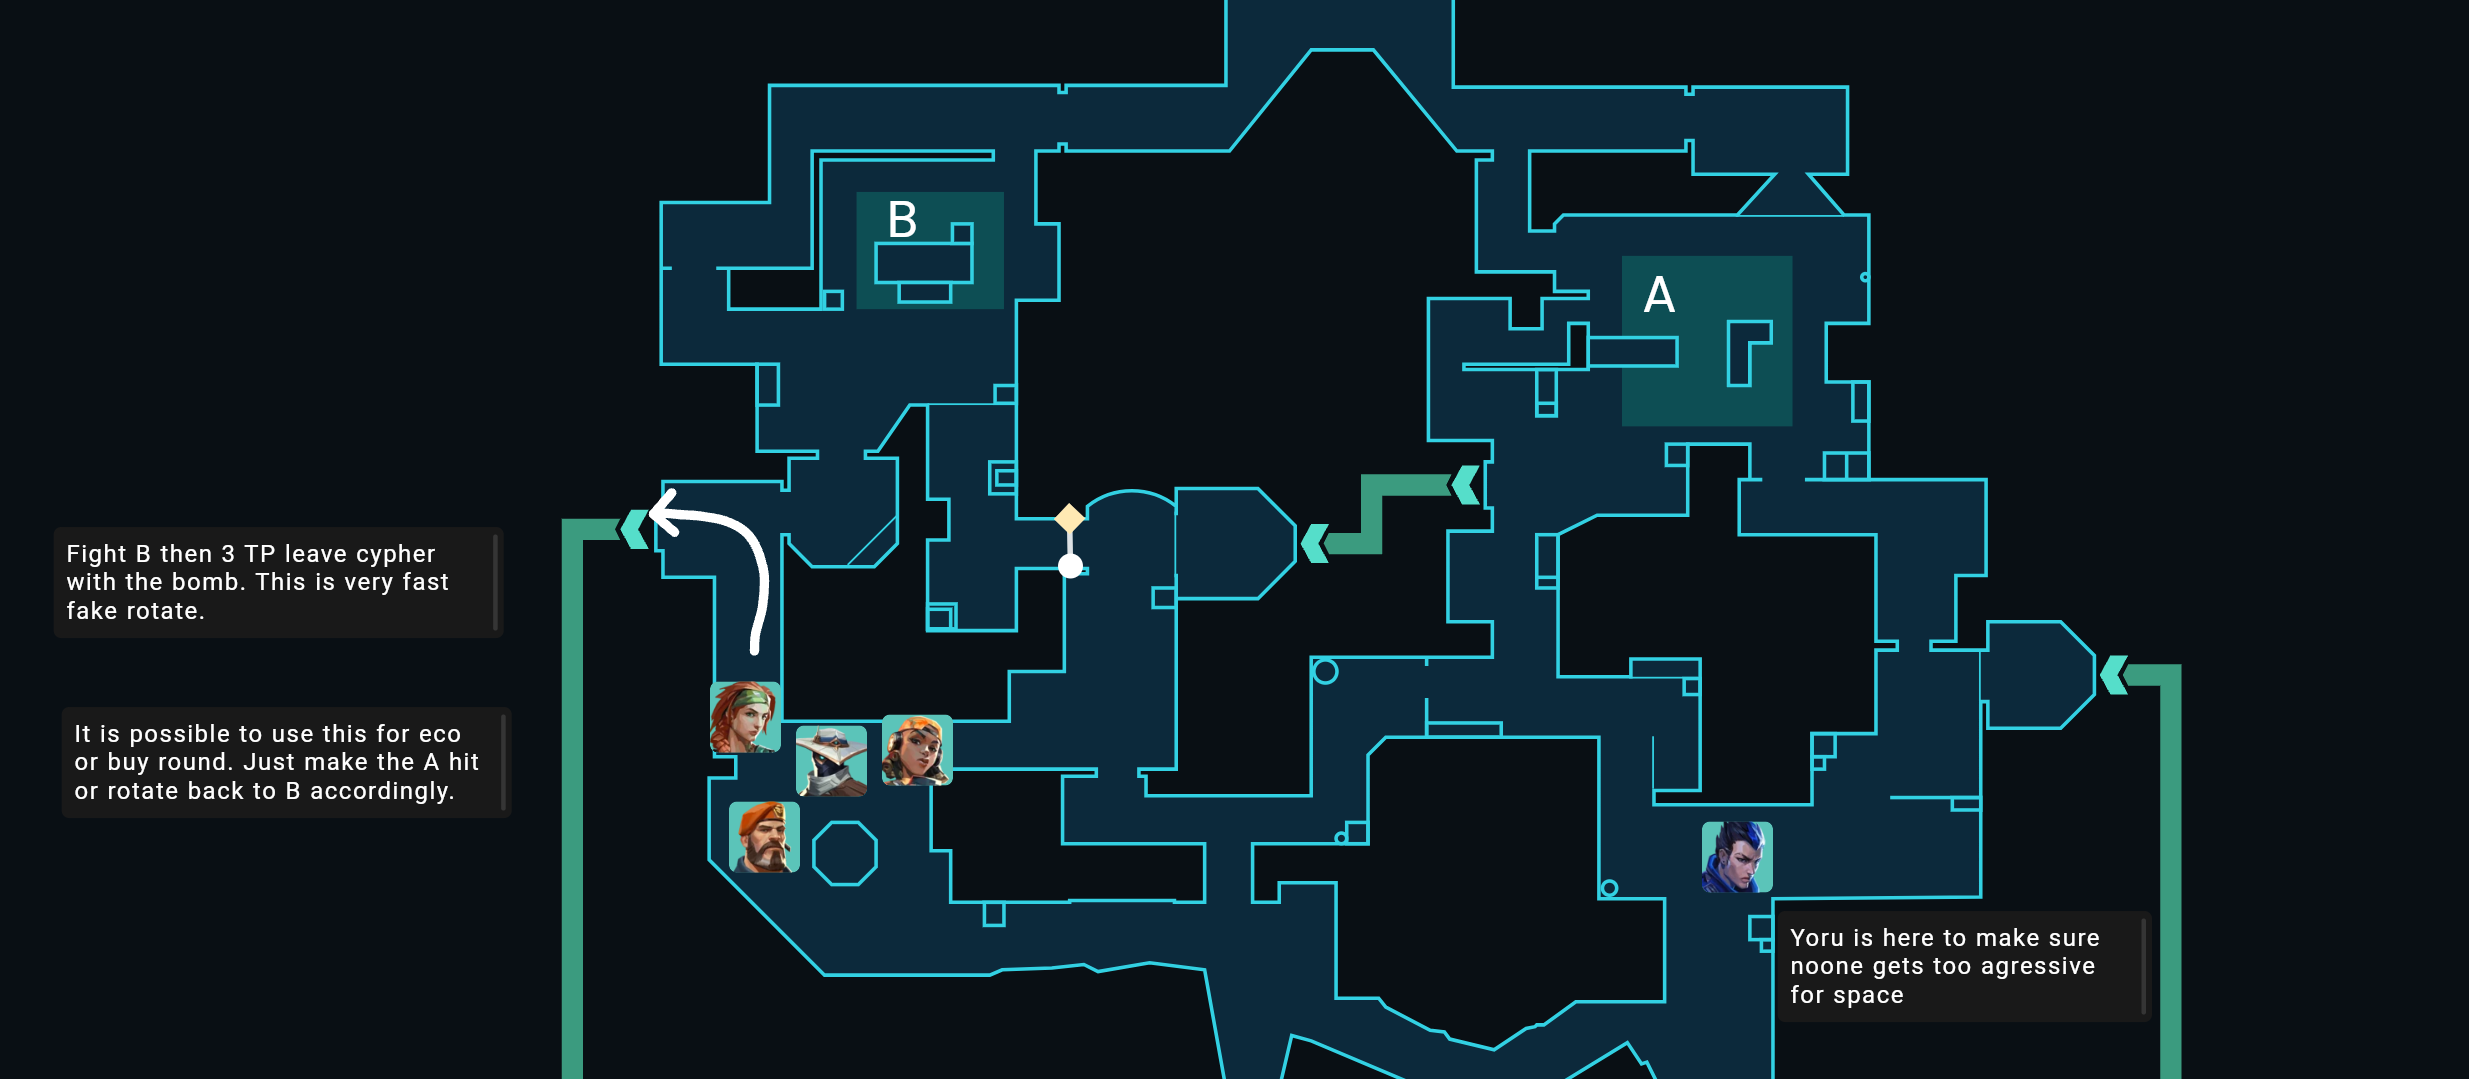 B
A
Fight B then 3 TP leave cypher
with the bomb. This is very fast
fake rotate.
It is possible to use this for eco
or buy round. Just make the A hit
or rotate back to B accordingly.
Yoru is here to make sure
noone gets too agressive
for space